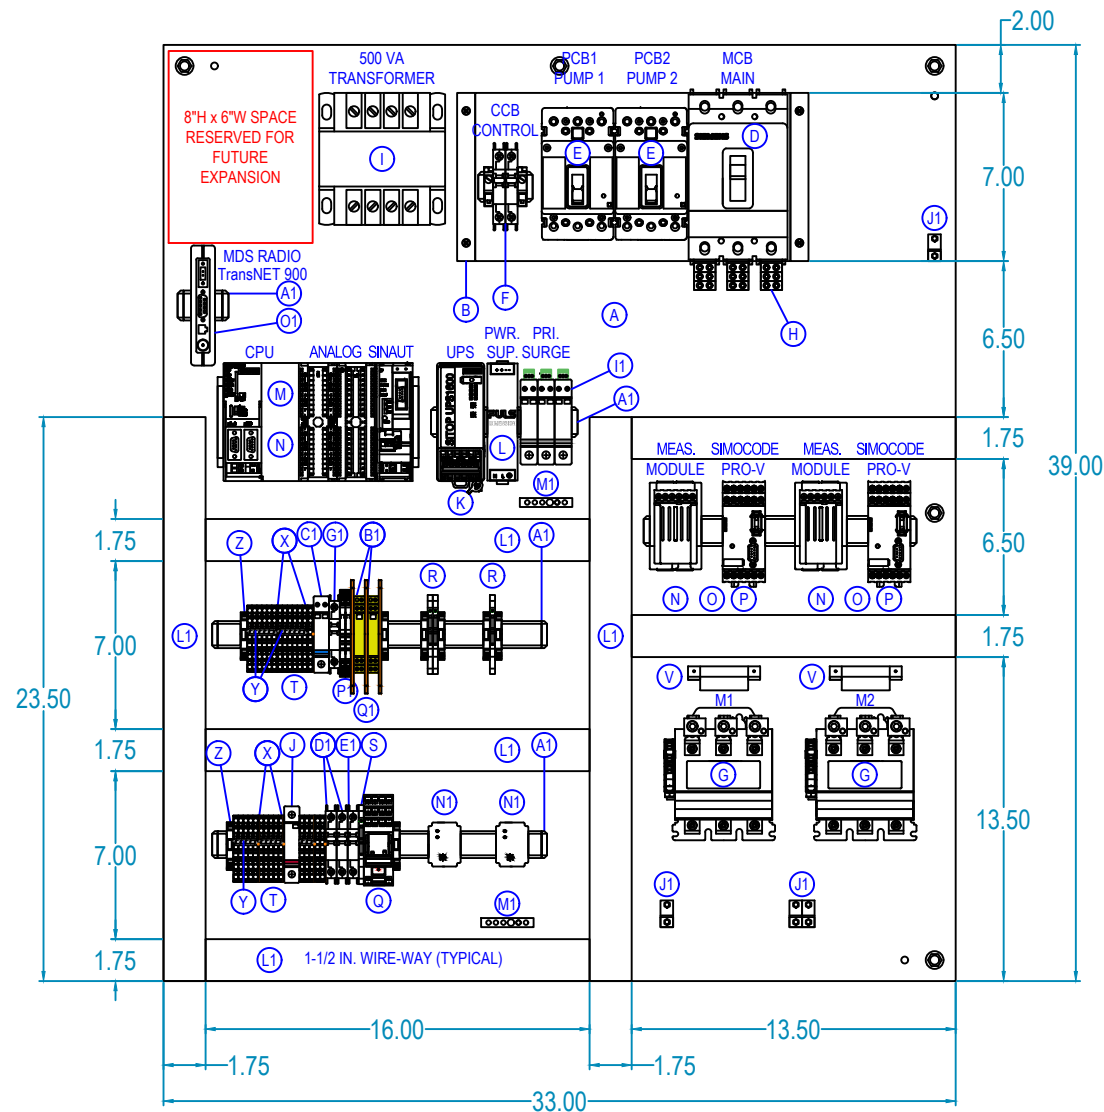 2.00
500 VA
TRANSFORMER
PCB1
PUMP 1
PCB2
PUMP 2
MCB
MAIN
8"H x 6"W SPACE
RESERVED FOR
FUTURE
EXPANSION
CCB
CONTROL
I
E
E
D
7.00
J1
MDS RADIO
TransNET 900
A1
O1
B
F
A
H
6.50
CPU
ANALOG
SINAUT
UPS
PWR.
SUP.
PRI.
SURGE
I1
A1
M
N
SITOP UPS1600
PULS
L
K
M1
1.75
39.00
MEAS.
MODULE
SIMOCODE
PRO-V
MEAS.
MODULE
SIMOCODE
PRO-V
N
O
P
N
O
P
6.50
1.75
1.75
Z
X
C1
G1
B1
L1
A1
R
R
L1
L1
7.00
Y
T
P1
Q1
23.50
V
V
M1
M2
G
G
1.75
Z
X
J
D1
E1
S
L1
A1
N1
N1
7.00
Y
T
Q
M1
J1
J1
13.50
1.75
L1
1-1/2 IN. WIRE-WAY (TYPICAL)
16.00
13.50
1.75
1.75
33.00